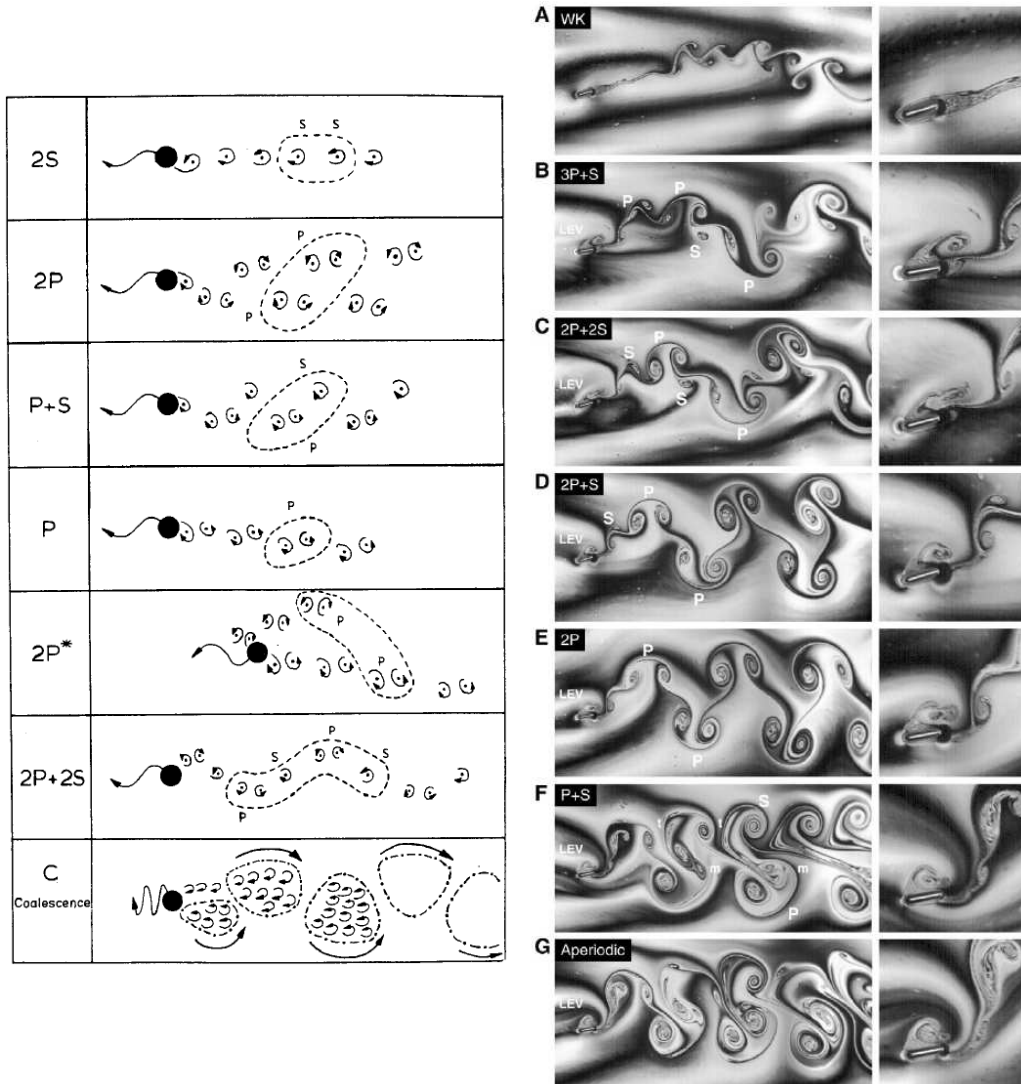 2S
S S
2P
P
P
P+S
S
P
P
P
2P*
P
P
2P+2S
P
S S
P
C
Coalescence
A WK
B 3P+S
P P
LEV
S
P
C 2P+2S
S P
LEV
S
P
D 2P+S
P
S
LEV
P
E 2P
P
LEV
P
F P+S
S
t t
LEV
m m
P
G Aperiodic
LEV